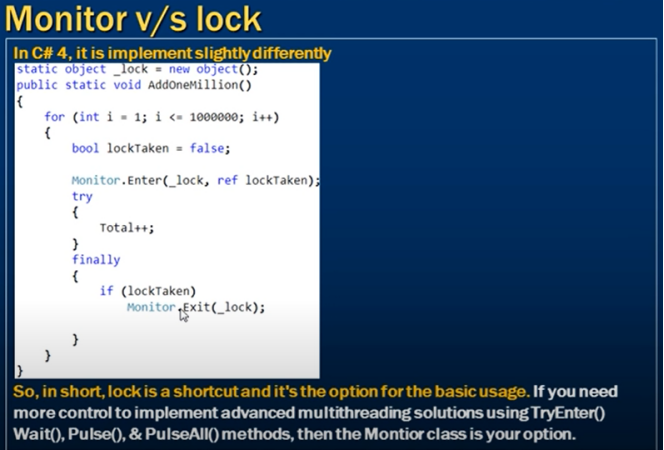 Monitor v/s lock
In C# 4, it is implement slightly differently
static object _lock = new object();
public static void AddOneMillion()
{
for (int i = 1; i <= 1000000; i++)
{
bool lockTaken = false;
Monitor.Enter(_lock, ref lockTaken);
try
{
Total++;
}
finally
{
if (lockTaken)
Monitor.Exit(_lock);
}
}
}
So, in short, lock is a shortcut and it's the option for the basic usage. If you need
more control to implement advanced multithreading solutions using TryEnter()
Wait(), Pulse(), & PulseAll() methods, then the Montior class is your option.